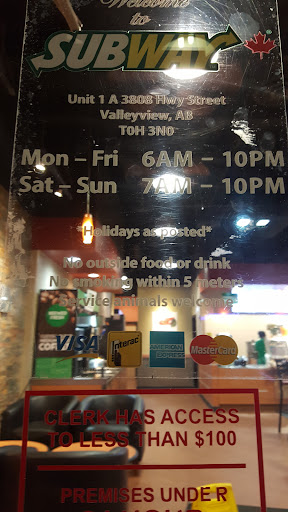 Welcome
to
SUBWAY
Unit 1 A 3808 Hwy Street
Valleyview, AB
T0H 3N0
Mon – Fri 6AM – 10PM
Sat – Sun 7AM – 10PM
*Holidays as posted*
No outside food or drink
No smoking within 5 meters
Service animals welcome
VISA Interac AMERICAN EXPRESS MasterCard
CLERK HAS ACCESS
TO LESS THAN $100
PREMISES UNDER